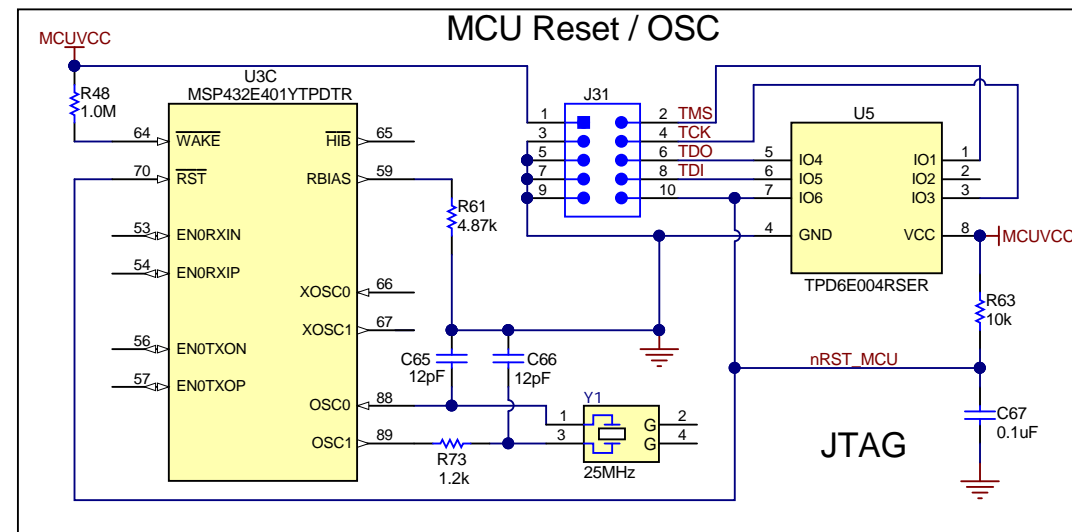 MCU Reset / OSC
MCUVCC
R48
1.0M
U3C
MSP432E401YTPDTR
64 WAKE
HIB 65
70 RST
RBIAS 59
53 EN0RXIN
54 EN0RXIP
XOSC0 66
XOSC1 67
56 EN0TXON
57 EN0TXOP
OSC0 88
OSC1 89
R61
4.87k
C65
12pF
C66
12pF
R73
1.2k
Y1
1 G 2
3 G 4
25MHz
J31
1 2 TMS
3 4 TCK
5 6 TDO
7 8 TDI
9 10
U5
5 IO4 IO1 1
6 IO5 IO2 2
7 IO6 IO3 3
4 GND VCC 8
MCUVCC
TPD6E004RSER
R63
10k
nRST_MCU
C67
0.1uF
JTAG